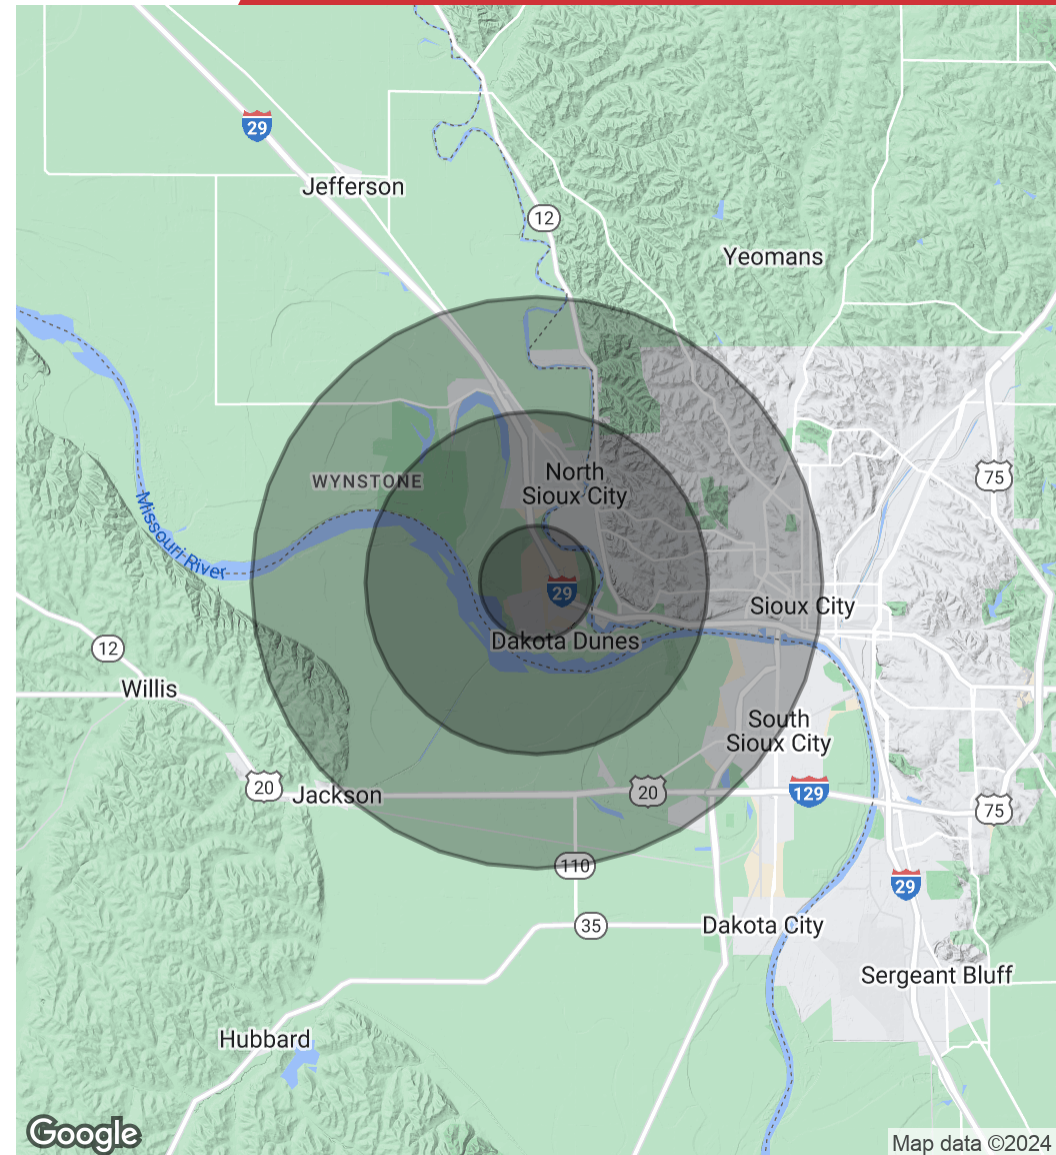 29
Jefferson
12
Yeomans
WYNSTONE
North
Sioux City
75
Missouri River
29
Sioux City
12
Dakota Dunes
Willis
South
Sioux City
20
Jackson
20
129
75
110
29
35
Dakota City
Sergeant Bluff
Hubbard
Google
Map data ©2024